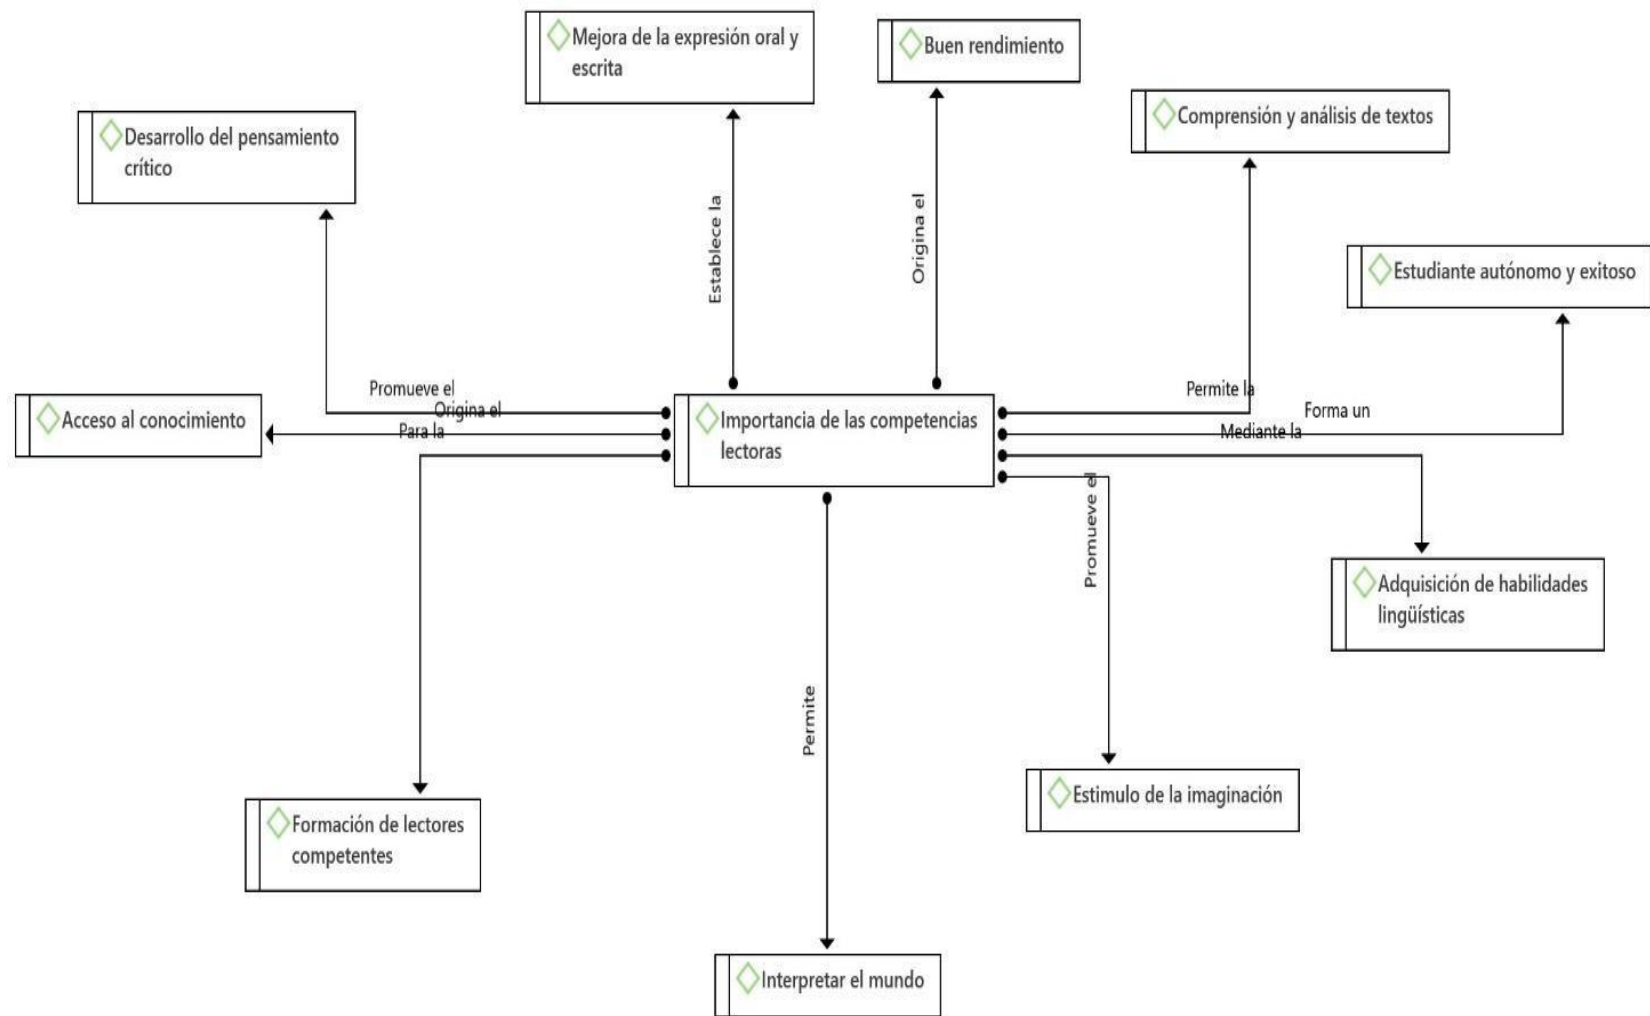 Mejora de la expresión oral y
escrita
Buen rendimiento
Comprensión y análisis de textos
Desarrollo del pensamiento
crítico
Establece la
Origina el
Estudiante autónomo y exitoso
Promueve el
Origina el
Para la
Acceso al conocimiento
Importancia de las competencias
lectoras
Permite la
Forma un
Mediante la
Promueve el
Adquisición de habilidades
lingüísticas
Permite
Estimulo de la imaginación
Formación de lectores
competentes
Interpretar el mundo